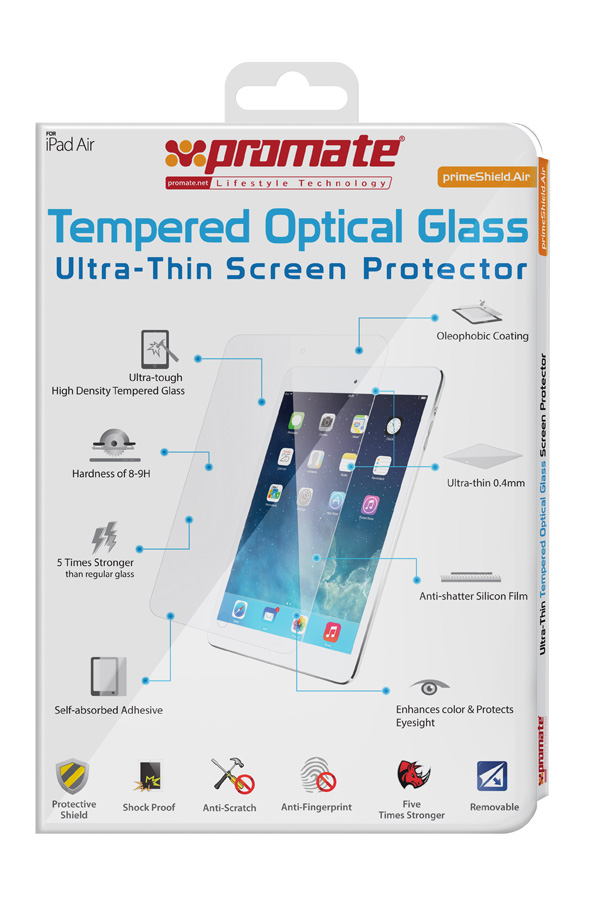 FOR
iPad Air
promate®
promate.net Lifestyle Technology
primeShield.Air
primeShield.Air
Tempered Optical Glass
Ultra-Thin Screen Protector
Oleophobic Coating
Ultra-tough
High Density Tempered Glass
Hardness of 8-9H
Ultra-thin 0.4mm
5 Times Stronger
than regular glass
Anti-shatter Silicon Film
Self-absorbed Adhesive
Enhances color & Protects
Eyesight
Protective
Shield
Shock Proof
Anti-Scratch
Anti-Fingerprint
Five
Times Stronger
Removable
Ultra-Thin Tempered Optical Glass Screen Protector
promate